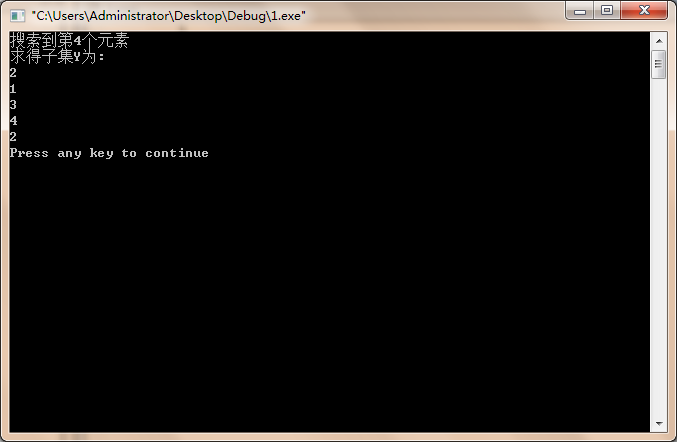 "C:\Users\Administrator\Desktop\Debug\1.exe"
搜索到第4个元素
求得子集Y为:
2
1
3
4
2
Press any key to continue